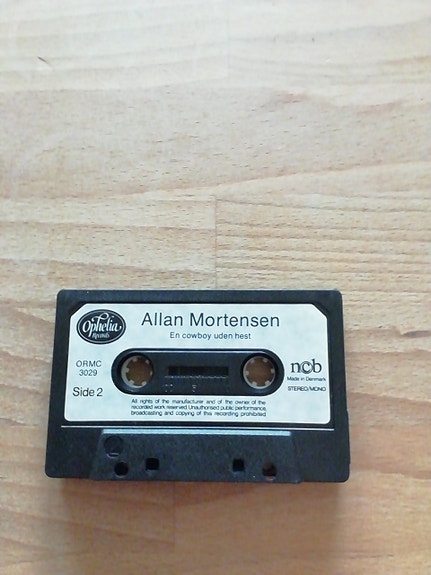 Ophelia
Records
Allan Mortensen
En cowboy uden hest
ORMC
3029
Side 2
ncb
Made in Denmark
STEREO/MONO
All rights of the manufacturer and of the owner of the
recorded work reserved. Unauthorised public performance,
broadcasting and copying of this recording prohibited.